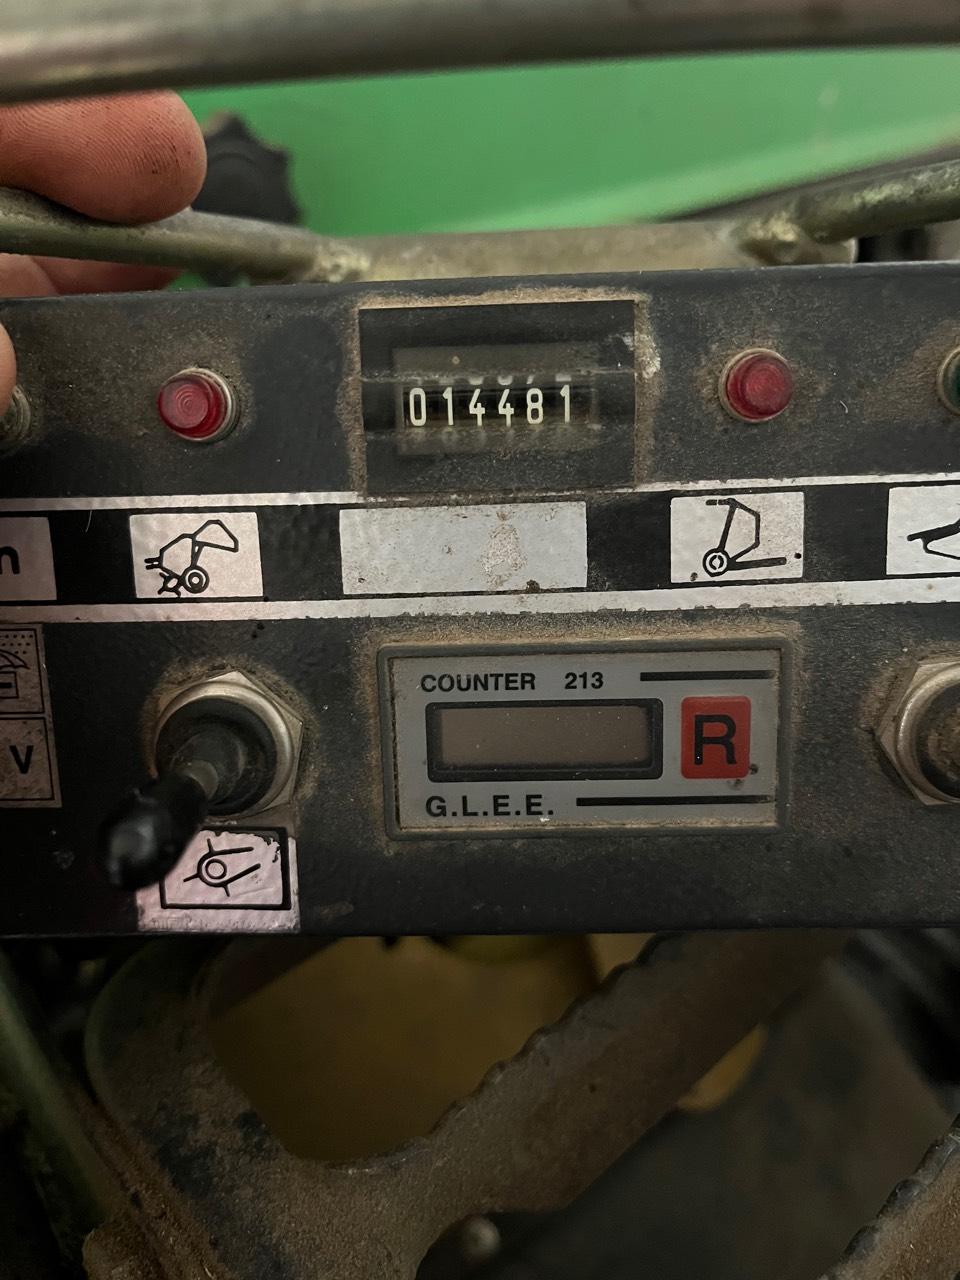 014481
n
COUNTER 213
R
V
G.L.E.E.